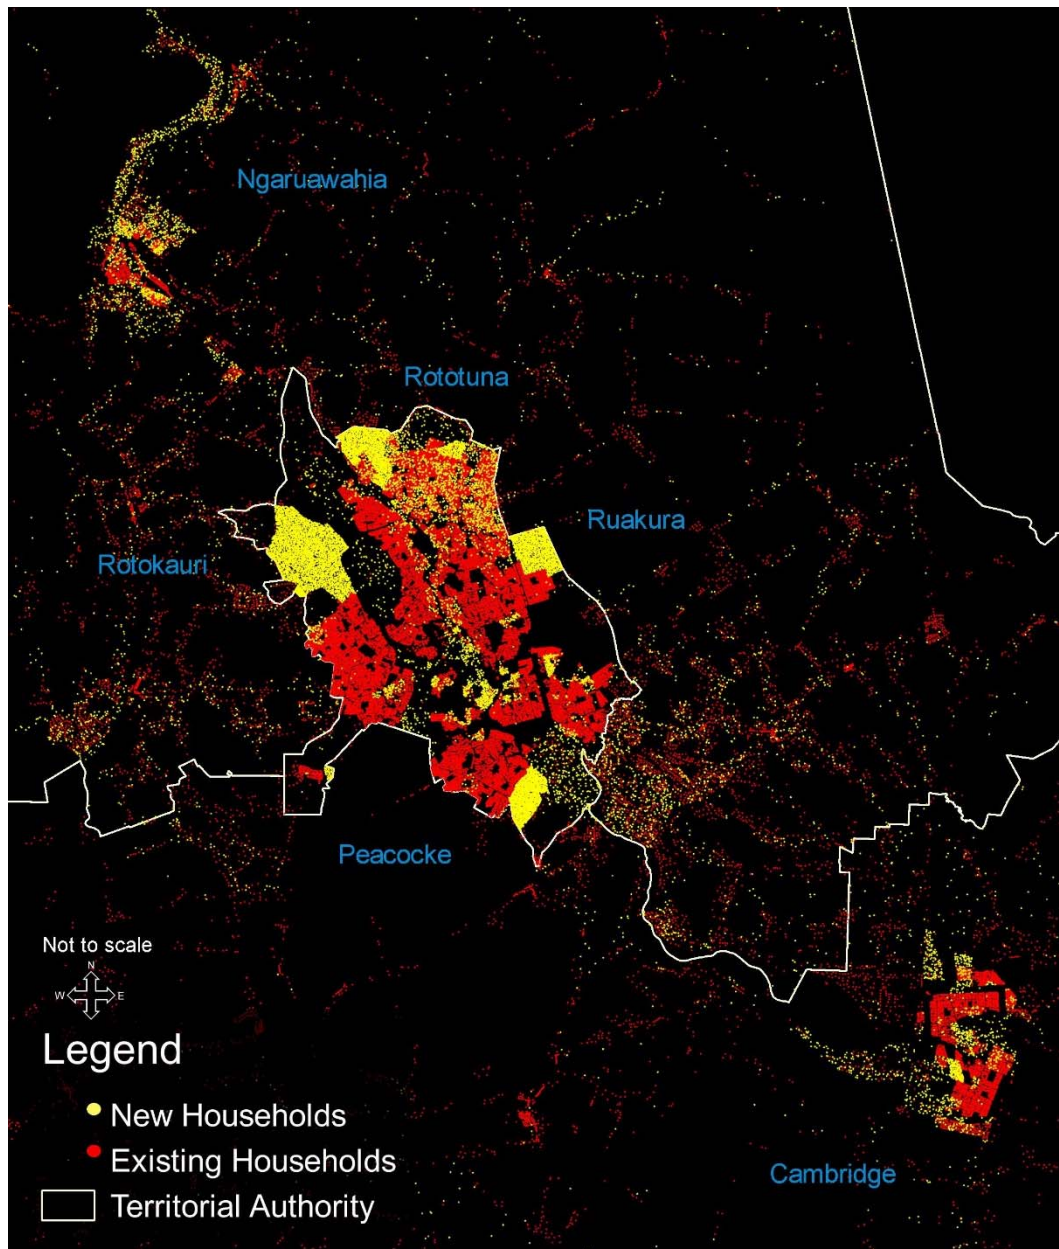 Ngaruawahia
Rototuna
Ruakura
Rotokauri
Peacocke
Not to scale
N
W E
S
Legend
New Households
Existing Households
Territorial Authority
Cambridge